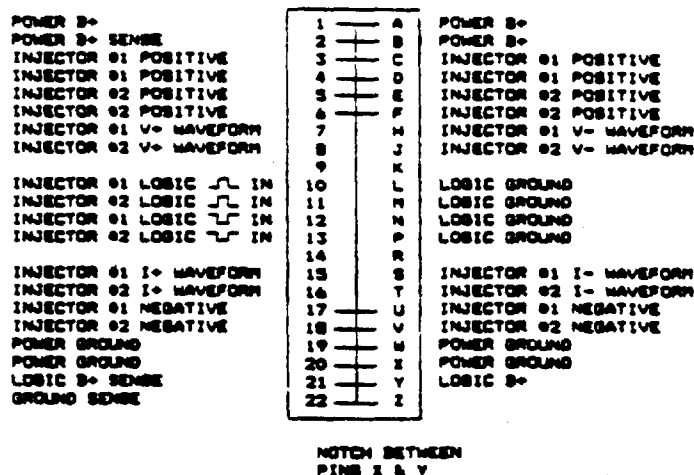 POWER B+ 1 A POWER B+
POWER B+ SENSE 2 B POWER B+
INJECTOR #1 POSITIVE 3 C INJECTOR #1 POSITIVE
INJECTOR #1 POSITIVE 4 D INJECTOR #1 POSITIVE
INJECTOR #2 POSITIVE 5 E INJECTOR #2 POSITIVE
INJECTOR #2 POSITIVE 6 F INJECTOR #2 POSITIVE
INJECTOR #1 V+ WAVEFORM 7 H INJECTOR #1 V- WAVEFORM
INJECTOR #2 V+ WAVEFORM 8 J INJECTOR #2 V- WAVEFORM
9 K
INJECTOR #1 LOGIC IN 10 L LOGIC GROUND
INJECTOR #2 LOGIC IN 11 M LOGIC GROUND
INJECTOR #1 LOGIC IN 12 N LOGIC GROUND
INJECTOR #2 LOGIC IN 13 P LOGIC GROUND
14 R
INJECTOR #1 I+ WAVEFORM 15 S INJECTOR #1 I- WAVEFORM
INJECTOR #2 I+ WAVEFORM 16 T INJECTOR #2 I- WAVEFORM
INJECTOR #1 NEGATIVE 17 U INJECTOR #1 NEGATIVE
INJECTOR #2 NEGATIVE 18 V INJECTOR #2 NEGATIVE
POWER GROUND 19 W POWER GROUND
POWER GROUND 20 X POWER GROUND
LOGIC B+ SENSE 21 Y LOGIC B+
GROUND SENSE 22 Z
NOTCH BETWEEN
PINS X & Y